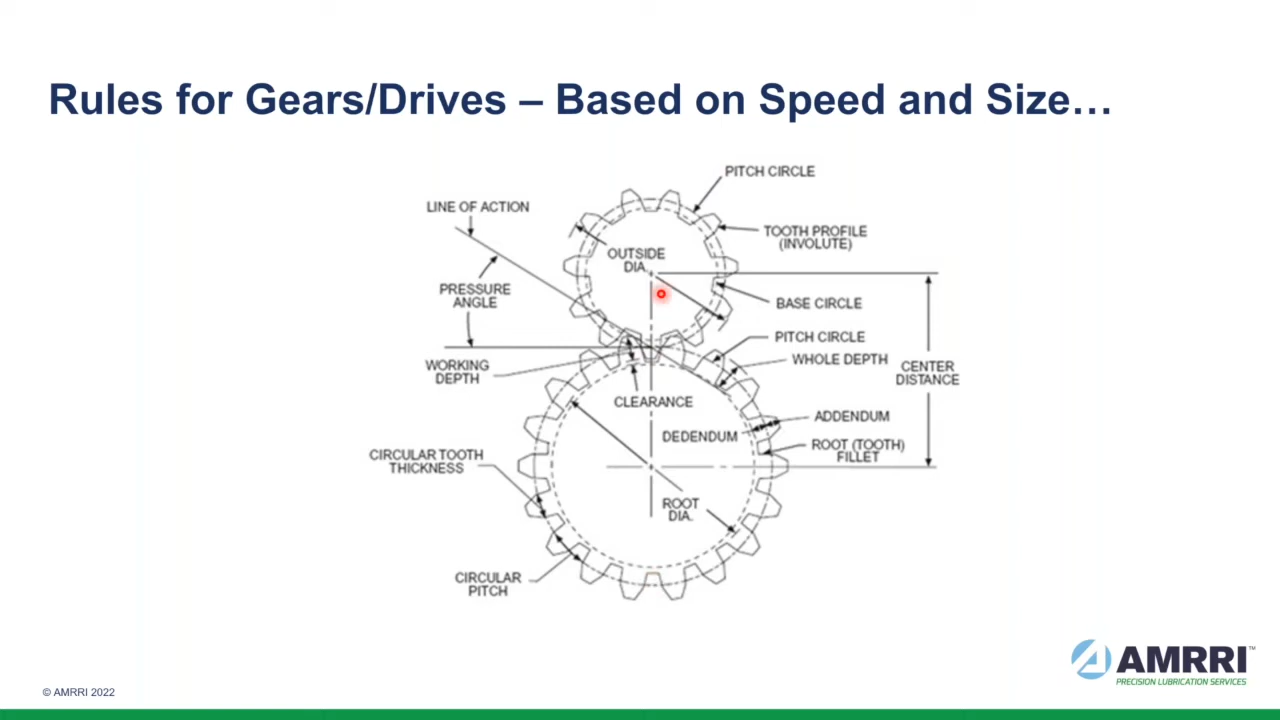 Rules for Gears/Drives – Based on Speed and Size…
PITCH CIRCLE
LINE OF ACTION
TOOTH PROFILE
(INVOLUTE)
OUTSIDE
DIA.
PRESSURE
ANGLE
BASE CIRCLE
PITCH CIRCLE
WHOLE DEPTH
WORKING
DEPTH
CENTER
DISTANCE
CLEARANCE
ADDENDUM
DEDENDUM
ROOT (TOOTH)
FILLET
CIRCULAR TOOTH
THICKNESS
ROOT
DIA.
CIRCULAR
PITCH
AMRRI™
PRECISION LUBRICATION SERVICES
© AMRRI 2022